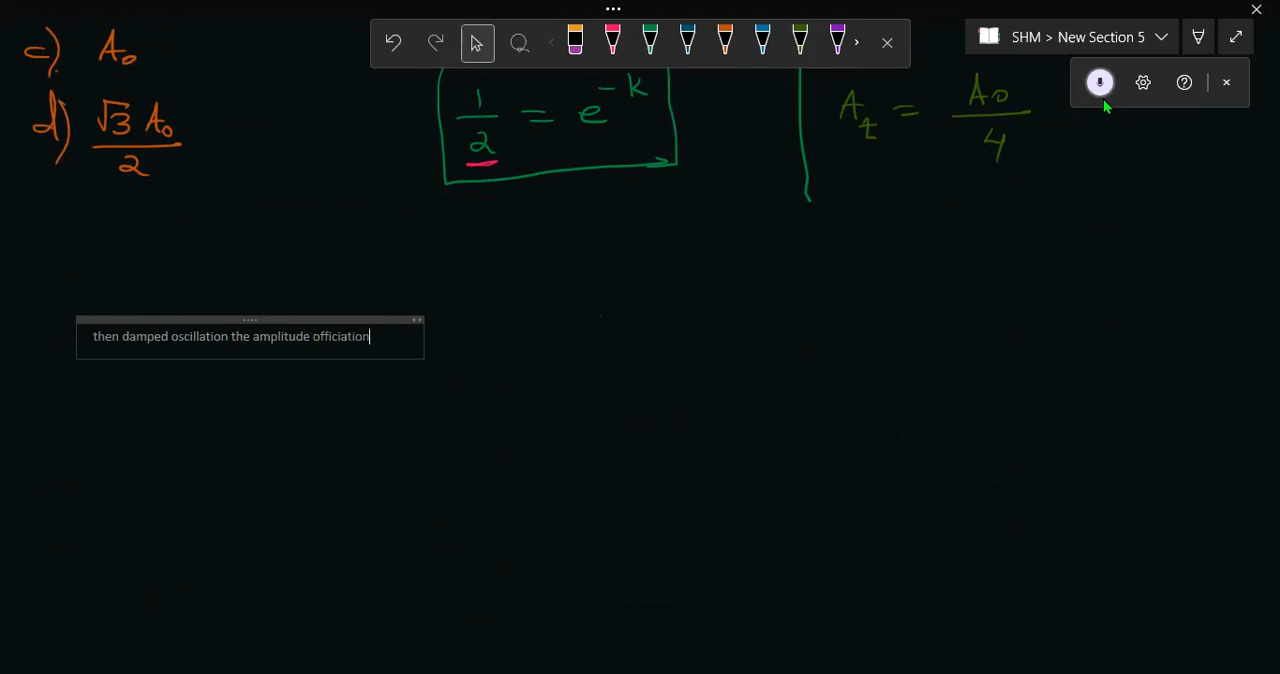 SHM > New Section 5
c) A₀
d) √3 A₀ / 2
1/2 = e^{-k}
A_t = A₀ / 4
then damped oscillation the amplitude officiation